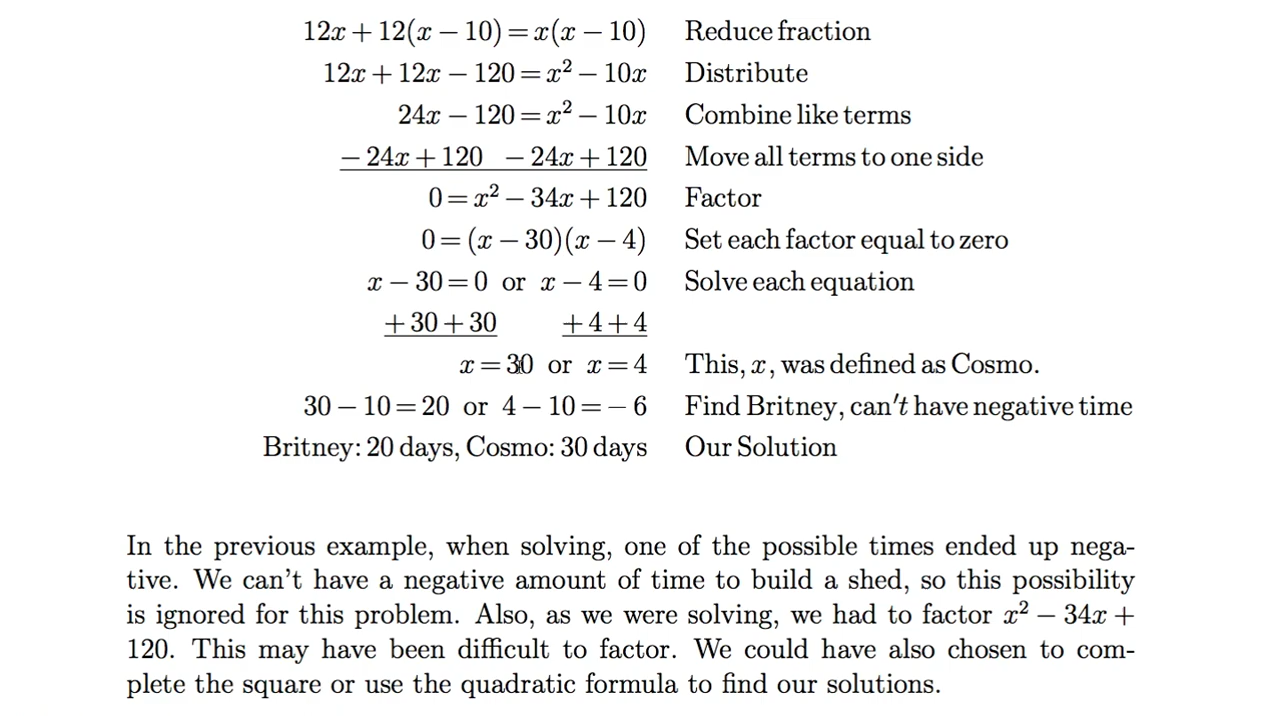 12x + 12(x − 10) = x(x − 10) Reduce fraction
12x + 12x − 120 = x² − 10x Distribute
24x − 120 = x² − 10x Combine like terms
− 24x + 120 − 24x + 120 Move all terms to one side
0 = x² − 34x + 120 Factor
0 = (x − 30)(x − 4) Set each factor equal to zero
x − 30 = 0 or x − 4 = 0 Solve each equation
+ 30 + 30 + 4 + 4
x = 30 or x = 4 This, x, was defined as Cosmo.
30 − 10 = 20 or 4 − 10 = − 6 Find Britney, can't have negative time
Britney: 20 days, Cosmo: 30 days Our Solution
In the previous example, when solving, one of the possible times ended up nega-
tive. We can't have a negative amount of time to build a shed, so this possibility
is ignored for this problem. Also, as we were solving, we had to factor x² − 34x +
120. This may have been difficult to factor. We could have also chosen to com-
plete the square or use the quadratic formula to find our solutions.